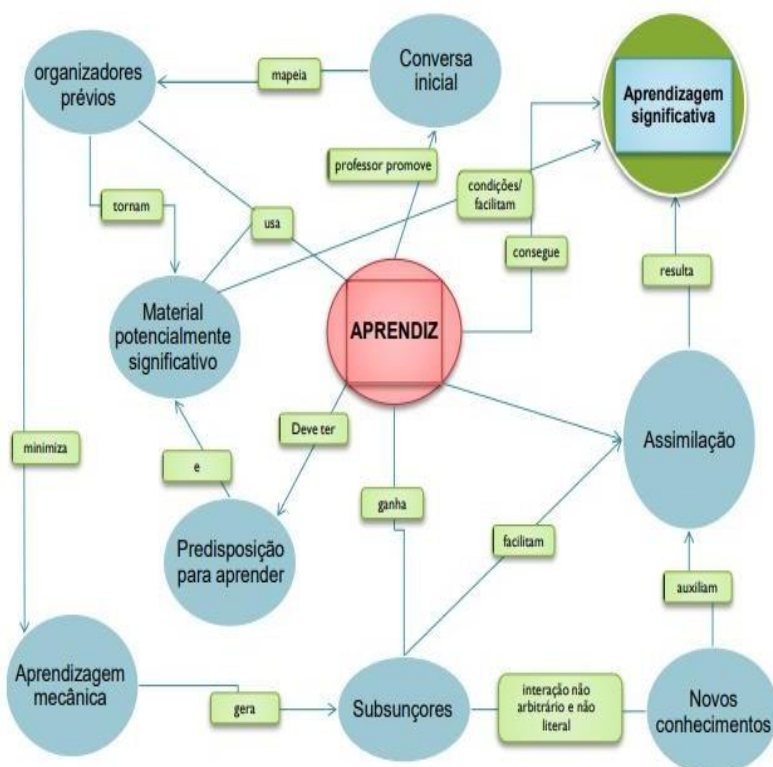 organizadores
prévios
mapeia
Conversa
inicial
Aprendizagem
significativa
professor promove
condições/
facilitam
tornam
usa
consegue
resulta
Material
potencialmente
significativo
APRENDIZ
Deve ter
minimiza
e
Assimilação
ganha
facilitam
Predisposição
para aprender
auxiliam
Aprendizagem
mecânica
gera
Subsunçores
interação não
arbitrário e não
literal
Novos
conhecimentos